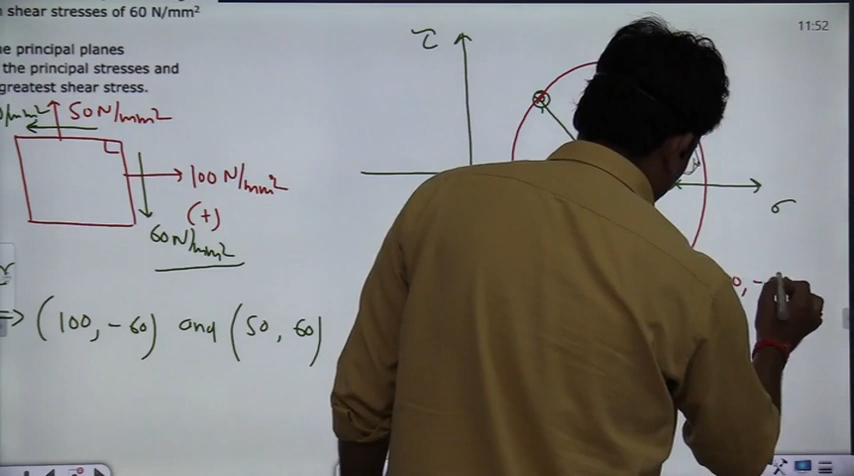 shear stresses of 60 N/mm²
11:52
principal planes
the principal stresses and
greatest shear stress.
τ
50 N/mm²
100 N/mm²
(+)
60 N/mm²
σ
⇒ (100, -60) and (50, 60)
0, -